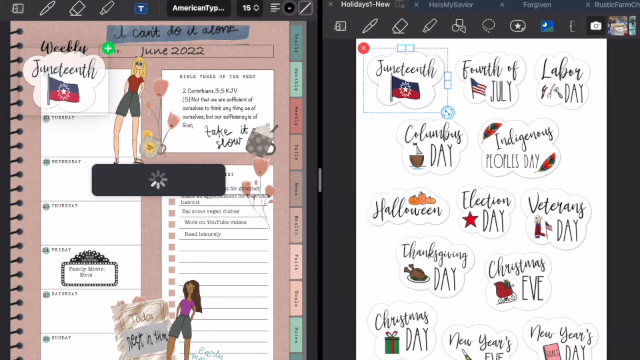 AmericanTyp...
15
Holidays1-New
HeIsMySavior
Forgiven
RusticFarmCh
I can't do it alone
Weekly
June 2022
Juneteenth
BIBLE VERSE OF THE WEEK
2 Corinthians 3:5 KJV
[5] Not that we are sufficient of
ourselves to think any thing as of
ourselves; but our sufficiency is of
God;
take it
slow
TUESDAY
WEDNESDAY
THURSDAY
FRIDAY
Family Movie:
Elvis
SATURDAY
SUNDAY
haircut
Eat some vegan dishes
Work on YouTube videos
Read leisurely
Todos
Monthly
Weekly
Daily
Health
Faith
Goals
Notes
Juneteenth
Fourth of
JULY
Labor
DAY
Columbus
DAY
Indigenous
PEOPLES DAY
Halloween
Election
DAY
Veterans
DAY
Thanksgiving
DAY
Christmas
EVE
Christmas
DAY
New Year's
New Year's
DAY